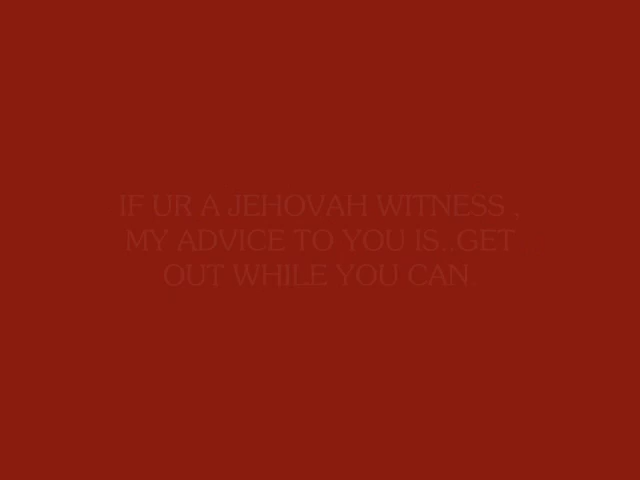 IF UR A JEHOVAH WITNESS ,
MY ADVICE TO YOU IS..GET
OUT WHILE YOU CAN